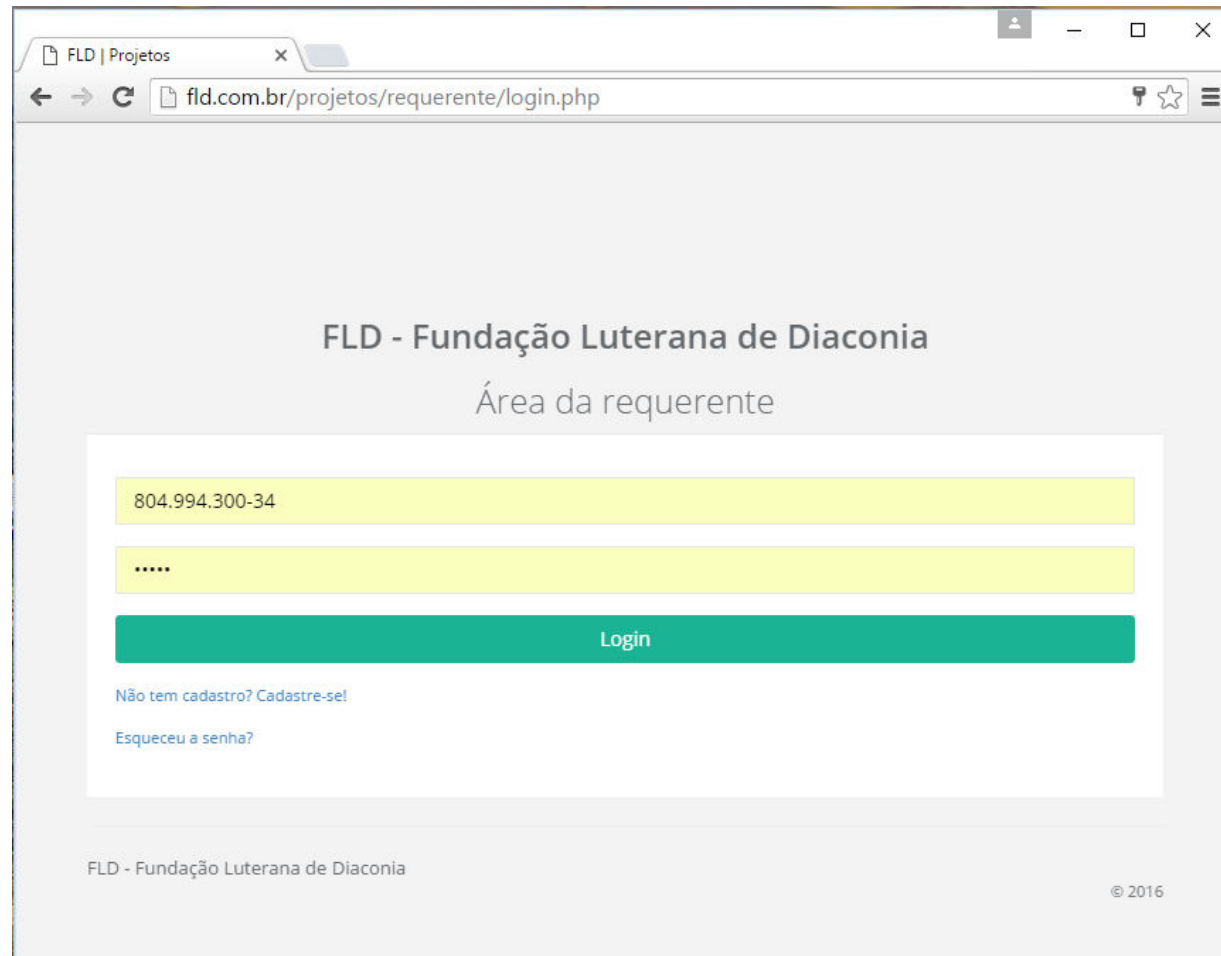 FLD | Projetos
fld.com.br/projetos/requerente/login.php
FLD - Fundação Luterana de Diaconia
Área da requerente
804.994.300-34
•••••
Login
Não tem cadastro? Cadastre-se!
Esqueceu a senha?
FLD - Fundação Luterana de Diaconia
© 2016